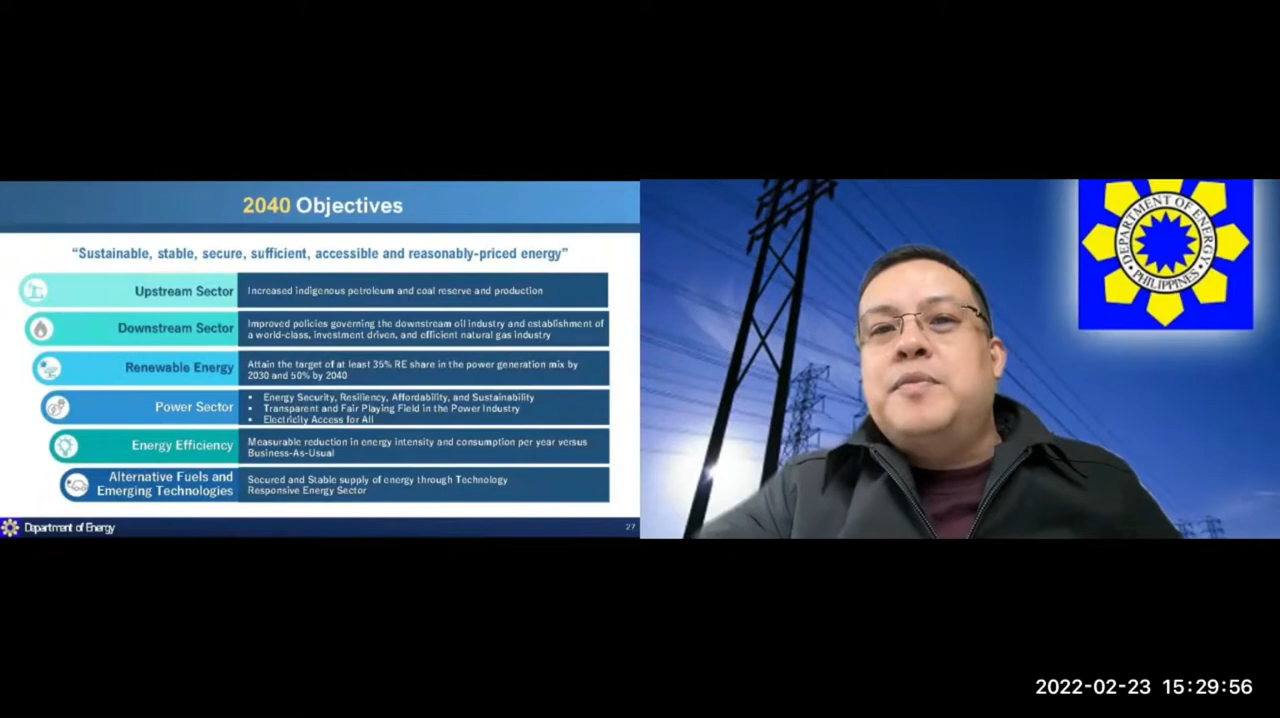 2040 Objectives
“Sustainable, stable, secure, sufficient, accessible and reasonably-priced energy”
Upstream Sector
Increased indigenous petroleum and coal reserve and production
Downstream Sector
Improved policies governing the downstream oil industry and establishment of
a world-class, investment driven, and efficient natural gas industry
Renewable Energy
Attain the target of at least 35% RE share in the power generation mix by
2030 and 50% by 2040
Power Sector
• Energy Security, Resiliency, Affordability, and Sustainability
• Transparent and Fair Playing Field in the Power Industry
• Electricity Access for All
Energy Efficiency
Measurable reduction in energy intensity and consumption per year versus
Business-As-Usual
Alternative Fuels and
Emerging Technologies
Secured and Stable supply of energy through Technology
Responsive Energy Sector
Department of Energy
27
DEPARTMENT OF ENERGY
• PHILIPPINES •
2022-02-23 15:29:56